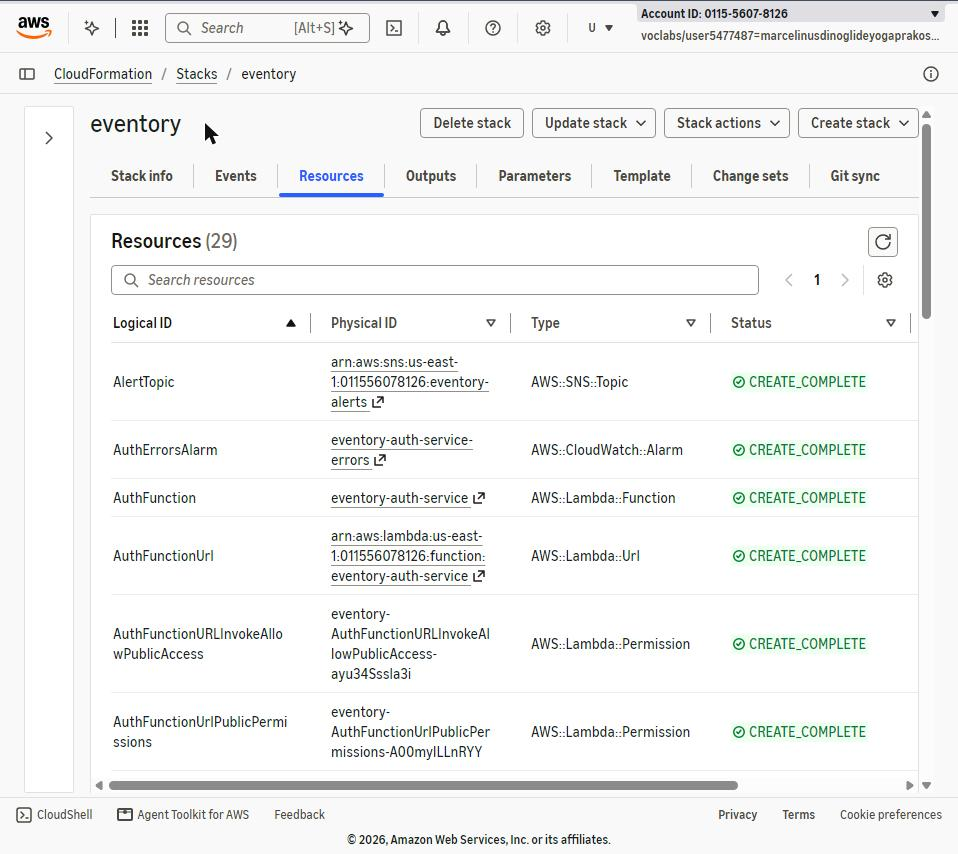 aws
Search [Alt+S]
U
Account ID: 0115-5607-8126
voclabs/user5477487=marcelinusdinoglideyogaprakos...
CloudFormation / Stacks / eventory
eventory
Delete stack
Update stack
Stack actions
Create stack
Stack info
Events
Resources
Outputs
Parameters
Template
Change sets
Git sync
Resources (29)
Search resources
1
Logical ID
Physical ID
Type
Status
AlertTopic
arn:aws:sns:us-east-
1:011556078126:eventory-
alerts
AWS::SNS::Topic
CREATE_COMPLETE
AuthErrorsAlarm
eventory-auth-service-
errors
AWS::CloudWatch::Alarm
CREATE_COMPLETE
AuthFunction
eventory-auth-service
AWS::Lambda::Function
CREATE_COMPLETE
AuthFunctionUrl
arn:aws:lambda:us-east-
1:011556078126:function:
eventory-auth-service
AWS::Lambda::Url
CREATE_COMPLETE
AuthFunctionURLInvokeAllo
wPublicAccess
eventory-
AuthFunctionURLInvokeAl
lowPublicAccess-
ayu34Sssla3i
AWS::Lambda::Permission
CREATE_COMPLETE
AuthFunctionUrlPublicPermi
ssions
eventory-
AuthFunctionUrlPublicPer
missions-A00myILLnRYY
AWS::Lambda::Permission
CREATE_COMPLETE
CloudShell
Agent Toolkit for AWS
Feedback
Privacy
Terms
Cookie preferences
© 2026, Amazon Web Services, Inc. or its affiliates.